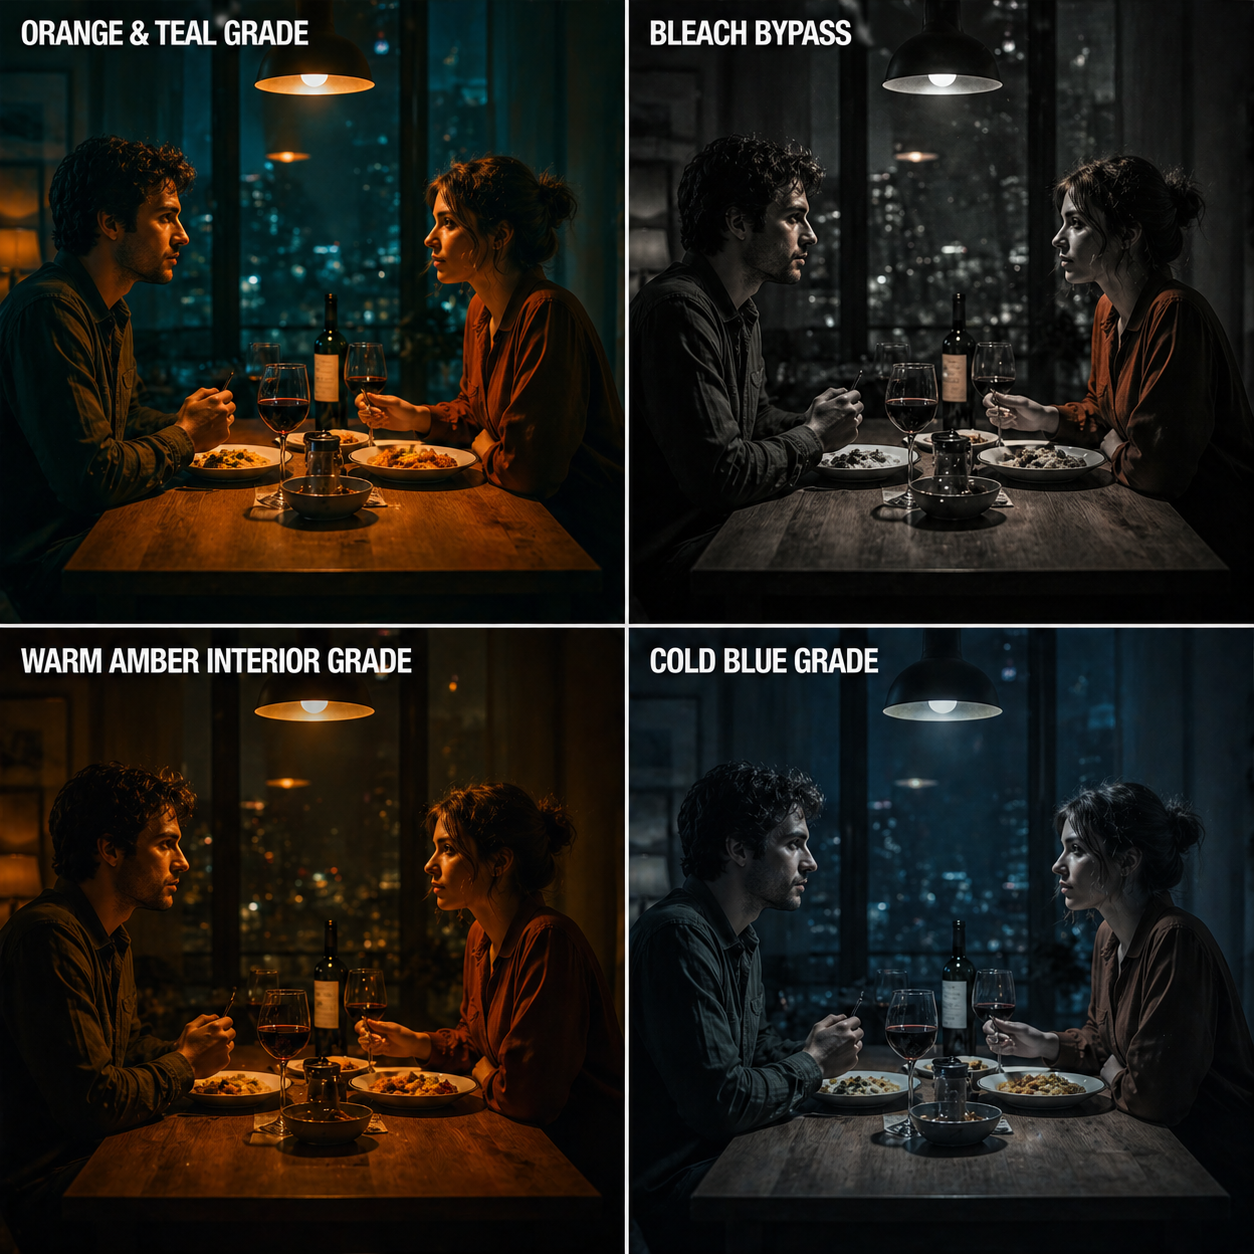 ORANGE & TEAL GRADE
BLEACH BYPASS
WARM AMBER INTERIOR GRADE
COLD BLUE GRADE